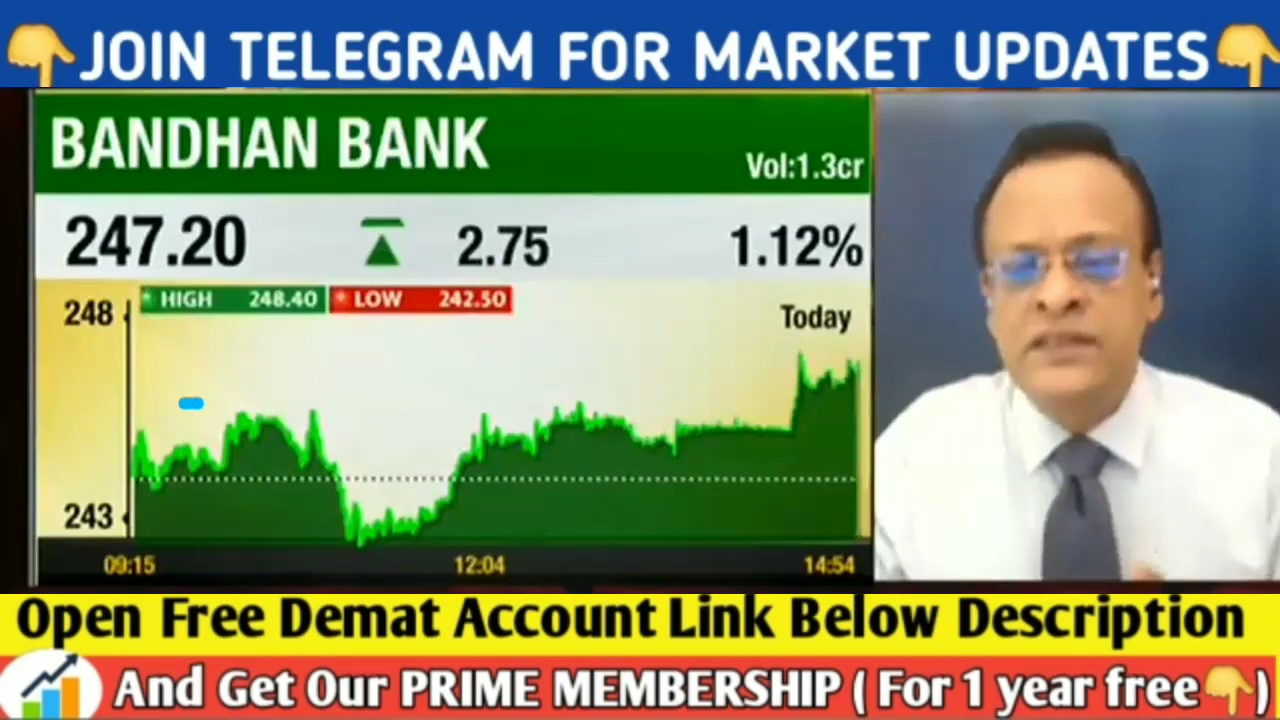 👇JOIN TELEGRAM FOR MARKET UPDATES👇
BANDHAN BANK
Vol:1.3cr
247.20 2.75 1.12%
HIGH 248.40 LOW 242.50
248
Today
243
09:15 12:04 14:54
Open Free Demat Account Link Below Description
And Get Our PRIME MEMBERSHIP ( For 1 year free👇)